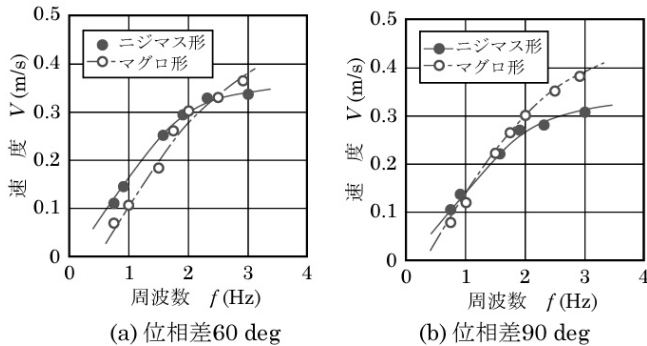 0.5
0.4
0.3
0.2
0.1
0
速　度　V (m/s)
ニジマス形
マグロ形
0 1 2 3 4
周波数　f (Hz)
(a) 位相差60 deg
0.5
0.4
0.3
0.2
0.1
0
速　度　V (m/s)
ニジマス形
マグロ形
0 1 2 3 4
周波数　f (Hz)
(b) 位相差90 deg